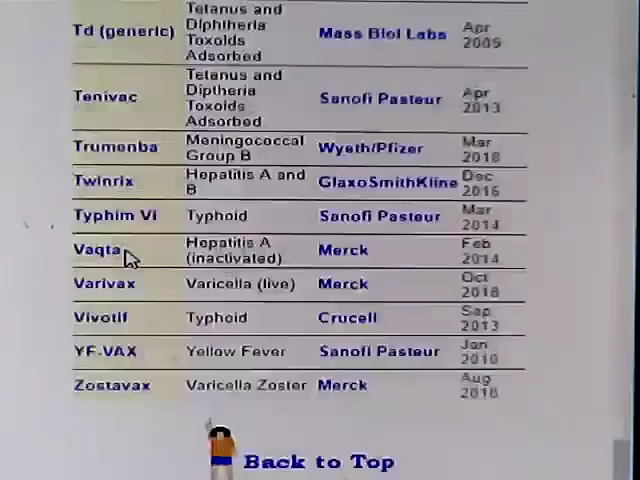 Td (generic) Tetanus and Diphtheria Toxoids Adsorbed Mass Biol Labs Apr 2009
Tenivac Tetanus and Diptheria Toxoids Adsorbed Sanofi Pasteur Apr 2013
Trumenba Meningococcal Group B Wyeth/Pfizer Mar 2018
Twinrix Hepatitis A and B GlaxoSmithKline Dec 2016
Typhim Vi Typhoid Sanofi Pasteur Mar 2014
Vaqta Hepatitis A (inactivated) Merck Feb 2014
Varivax Varicella (live) Merck Oct 2018
Vivotif Typhoid Crucell Sep 2013
YF-VAX Yellow Fever Sanofi Pasteur Jan 2010
Zostavax Varicella Zoster Merck Aug 2018
Back to Top